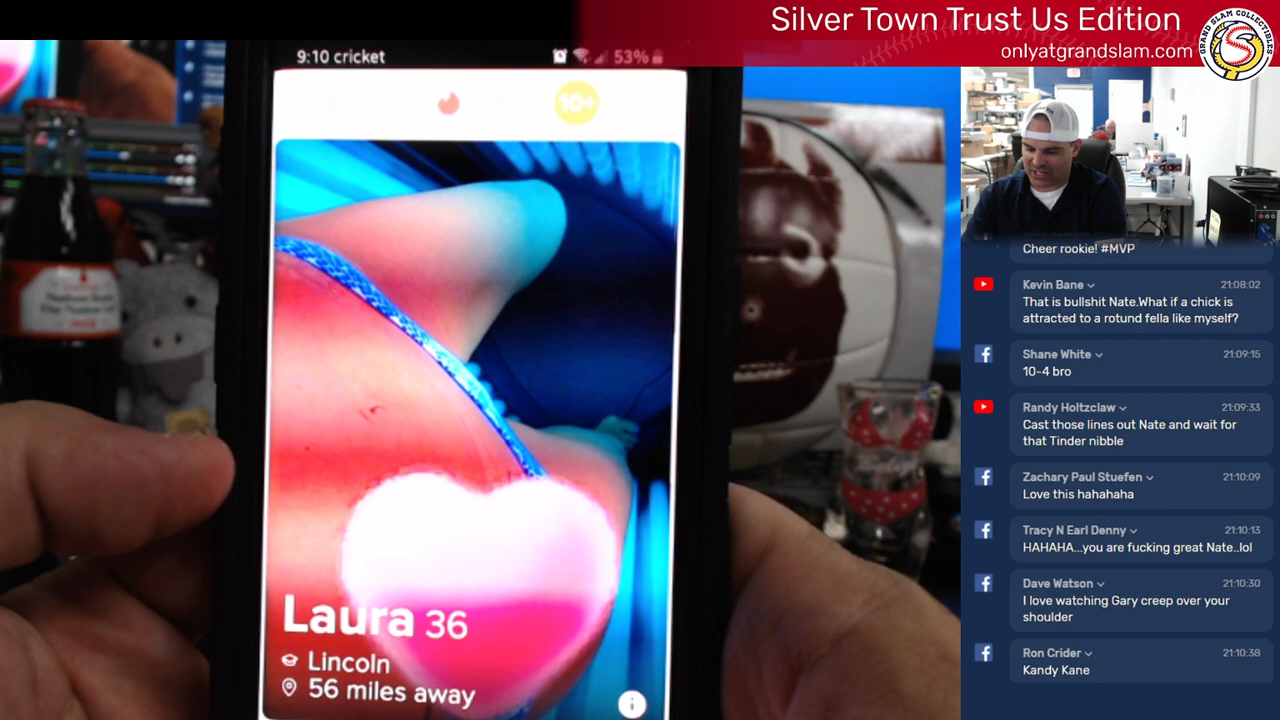 Silver Town Trust Us Edition
onlyatgrandslam.com
GRAND SLAM COLLECTIBLES
9:10 cricket
53%
10+
Laura 36
Lincoln
56 miles away
Cheer rookie! #MVP
Kevin Bane
21:08:02
That is bullshit Nate.What if a chick is
attracted to a rotund fella like myself?
Shane White
21:09:15
10-4 bro
Randy Holtzclaw
21:09:33
Cast those lines out Nate and wait for
that Tinder nibble
Zachary Paul Stuefen
21:10:09
Love this hahahaha
Tracy N Earl Denny
21:10:13
HAHAHA...you are fucking great Nate..lol
Dave Watson
21:10:30
I love watching Gary creep over your
shoulder
Ron Crider
21:10:38
Kandy Kane